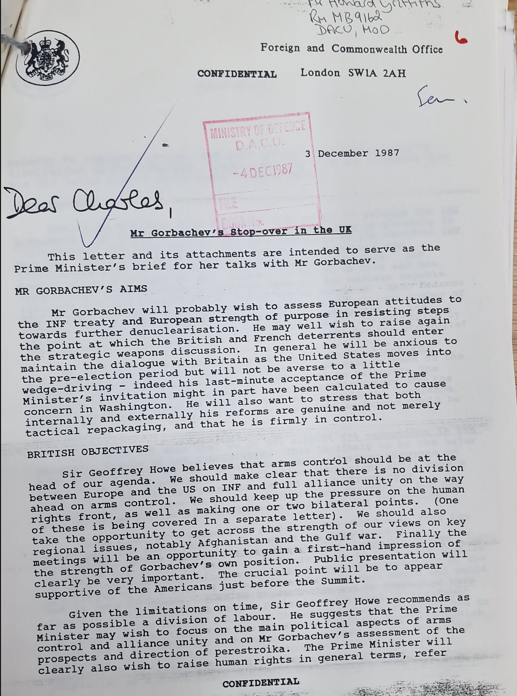 PA Howard Griffiths
Rm MB9162
DACU, MOD
6
Foreign and Commonwealth Office
CONFIDENTIAL London SW1A 2AH
MINISTRY OF DEFENCE
D.A.C.U.
-4 DEC 1987
FILE
3 December 1987
Dear Charles,
Mr Gorbachev's Stop-over in the UK
This letter and its attachments are intended to serve as the
Prime Minister's brief for her talks with Mr Gorbachev.
MR GORBACHEV'S AIMS
Mr Gorbachev will probably wish to assess European attitudes to
the INF treaty and European strength of purpose in resisting steps
towards further denuclearisation. He may well wish to raise again
the point at which the British and French deterrents should enter
the strategic weapons discussion. In general he will be anxious to
maintain the dialogue with Britain as the United States moves into
the pre-election period but will not be averse to a little
wedge-driving - indeed his last-minute acceptance of the Prime
Minister's invitation might in part have been calculated to cause
concern in Washington. He will also want to stress that both
internally and externally his reforms are genuine and not merely
tactical repackaging, and that he is firmly in control.
BRITISH OBJECTIVES
Sir Geoffrey Howe believes that arms control should be at the
head of our agenda. We should make clear that there is no division
between Europe and the US on INF and full alliance unity on the way
ahead on arms control. We should keep up the pressure on the human
rights front, as well as making one or two bilateral points. (One
of these is being covered In a separate letter). We should also
take the opportunity to get across the strength of our views on key
regional issues, notably Afghanistan and the Gulf war. Finally the
meetings will be an opportunity to gain a first-hand impression of
the strength of Gorbachev's own position. Public presentation will
clearly be very important. The crucial point will be to appear
supportive of the Americans just before the Summit.
Given the limitations on time, Sir Geoffrey Howe recommends as
far as possible a division of labour. He suggests that the Prime
Minister may wish to focus on the main political aspects of arms
control and alliance unity and on Mr Gorbachev's assessment of the
prospects and direction of perestroika. The Prime Minister will
clearly also wish to raise human rights in general terms, refer
CONFIDENTIAL